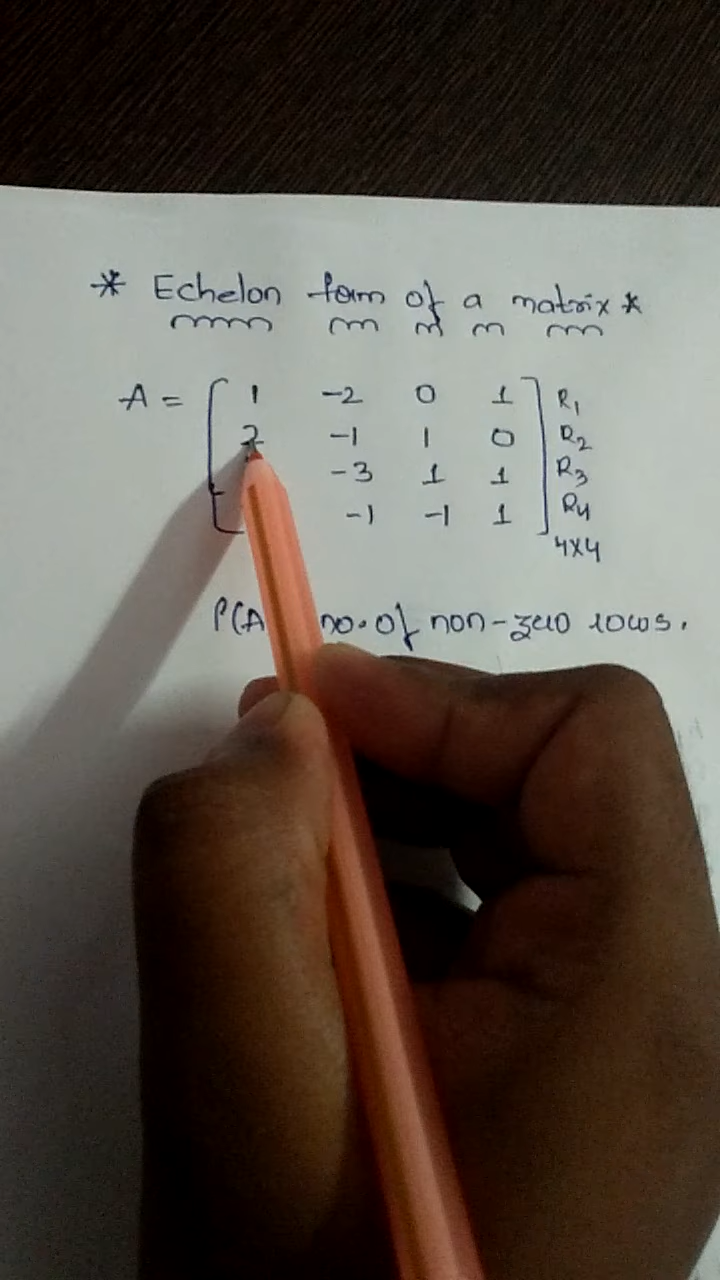 * Echelon form of a matrix *
A = 1 -2 0 1 R1
2 -1 1 0 R2
-3 1 1 R3
-1 -1 1 R4
4x4
P(A no. of non-zero rows.